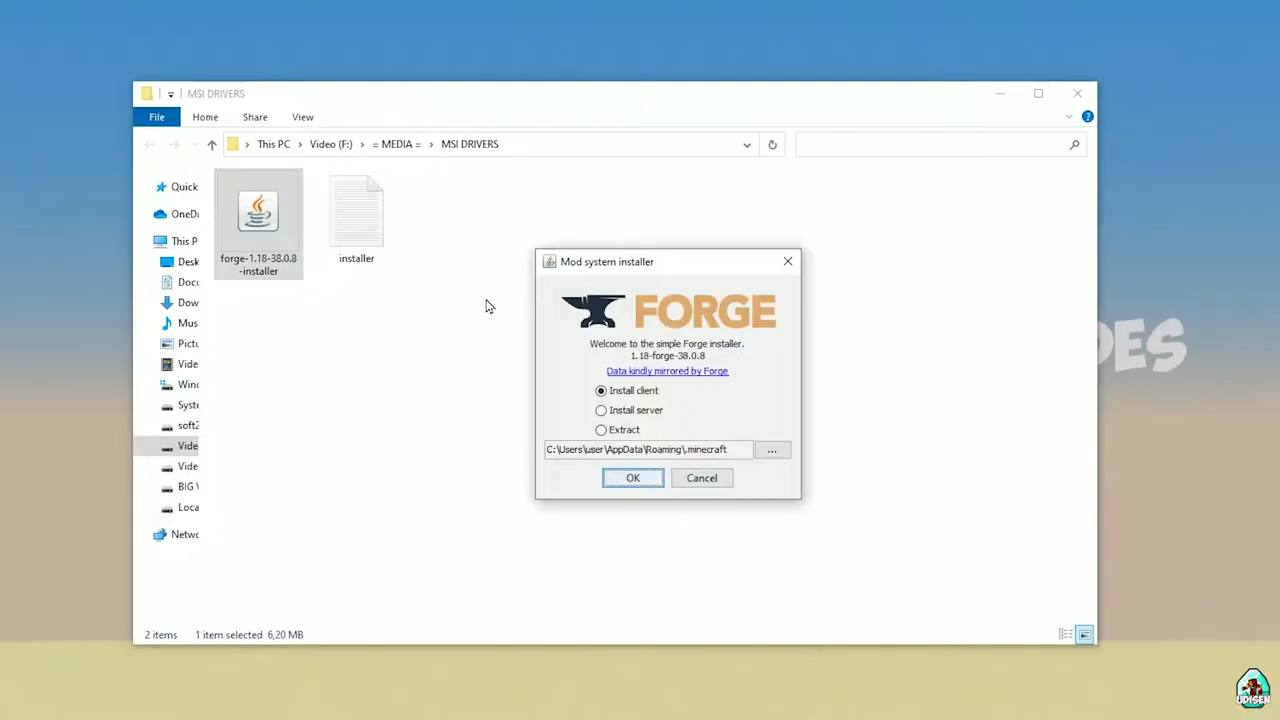 MSI DRIVERS
File
Home
Share
View
This PC
Video (F:)
= MEDIA =
MSI DRIVERS
Quick
OneD
This P
Desk
Docu
Dow
Mus
Pictu
Vide
Wind
Syste
soft2
Vide
Vide
BIG V
Loca
Netwo
forge-1.18-38.0.8
-installer
installer
Mod system installer
FORGE
Welcome to the simple Forge installer.
1.18-forge-38.0.8
Data kindly mirrored by Forge
Install client
Install server
Extract
C:\Users\user\AppData\Roaming\.minecraft
...
OK
Cancel
DES
2 items
1 item selected 6,20 MB
UDISEN